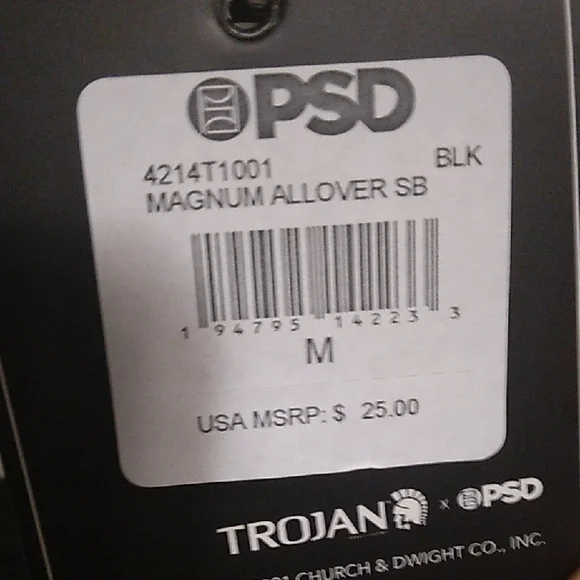 PSD
4214T1001 BLK
MAGNUM ALLOVER SB
1 94795 14223 3
M
USA MSRP: $ 25.00
TROJAN x PSD
CHURCH & DWIGHT CO., INC.